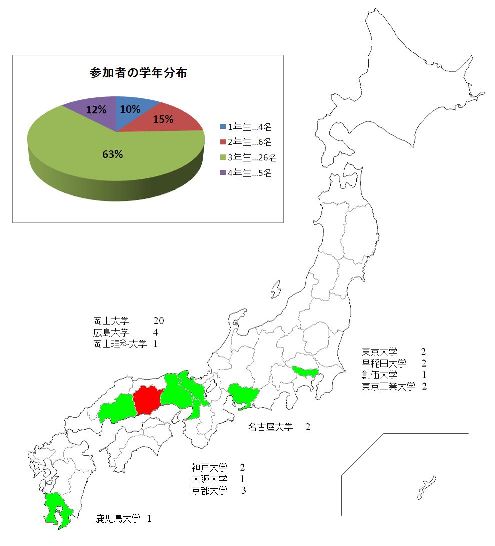 参加者の学年分布
10%
15%
63%
12%
1年生...4名
2年生...6名
3年生...26名
4年生...5名
岡山大学 20
広島大学 4
岡山理科大学 1
東京大学 2
早稲田大学 2
創価大学 1
東京工業大学 2
名古屋大学 2
神戸大学 2
大阪大学 1
京都大学 3
鹿児島大学 1